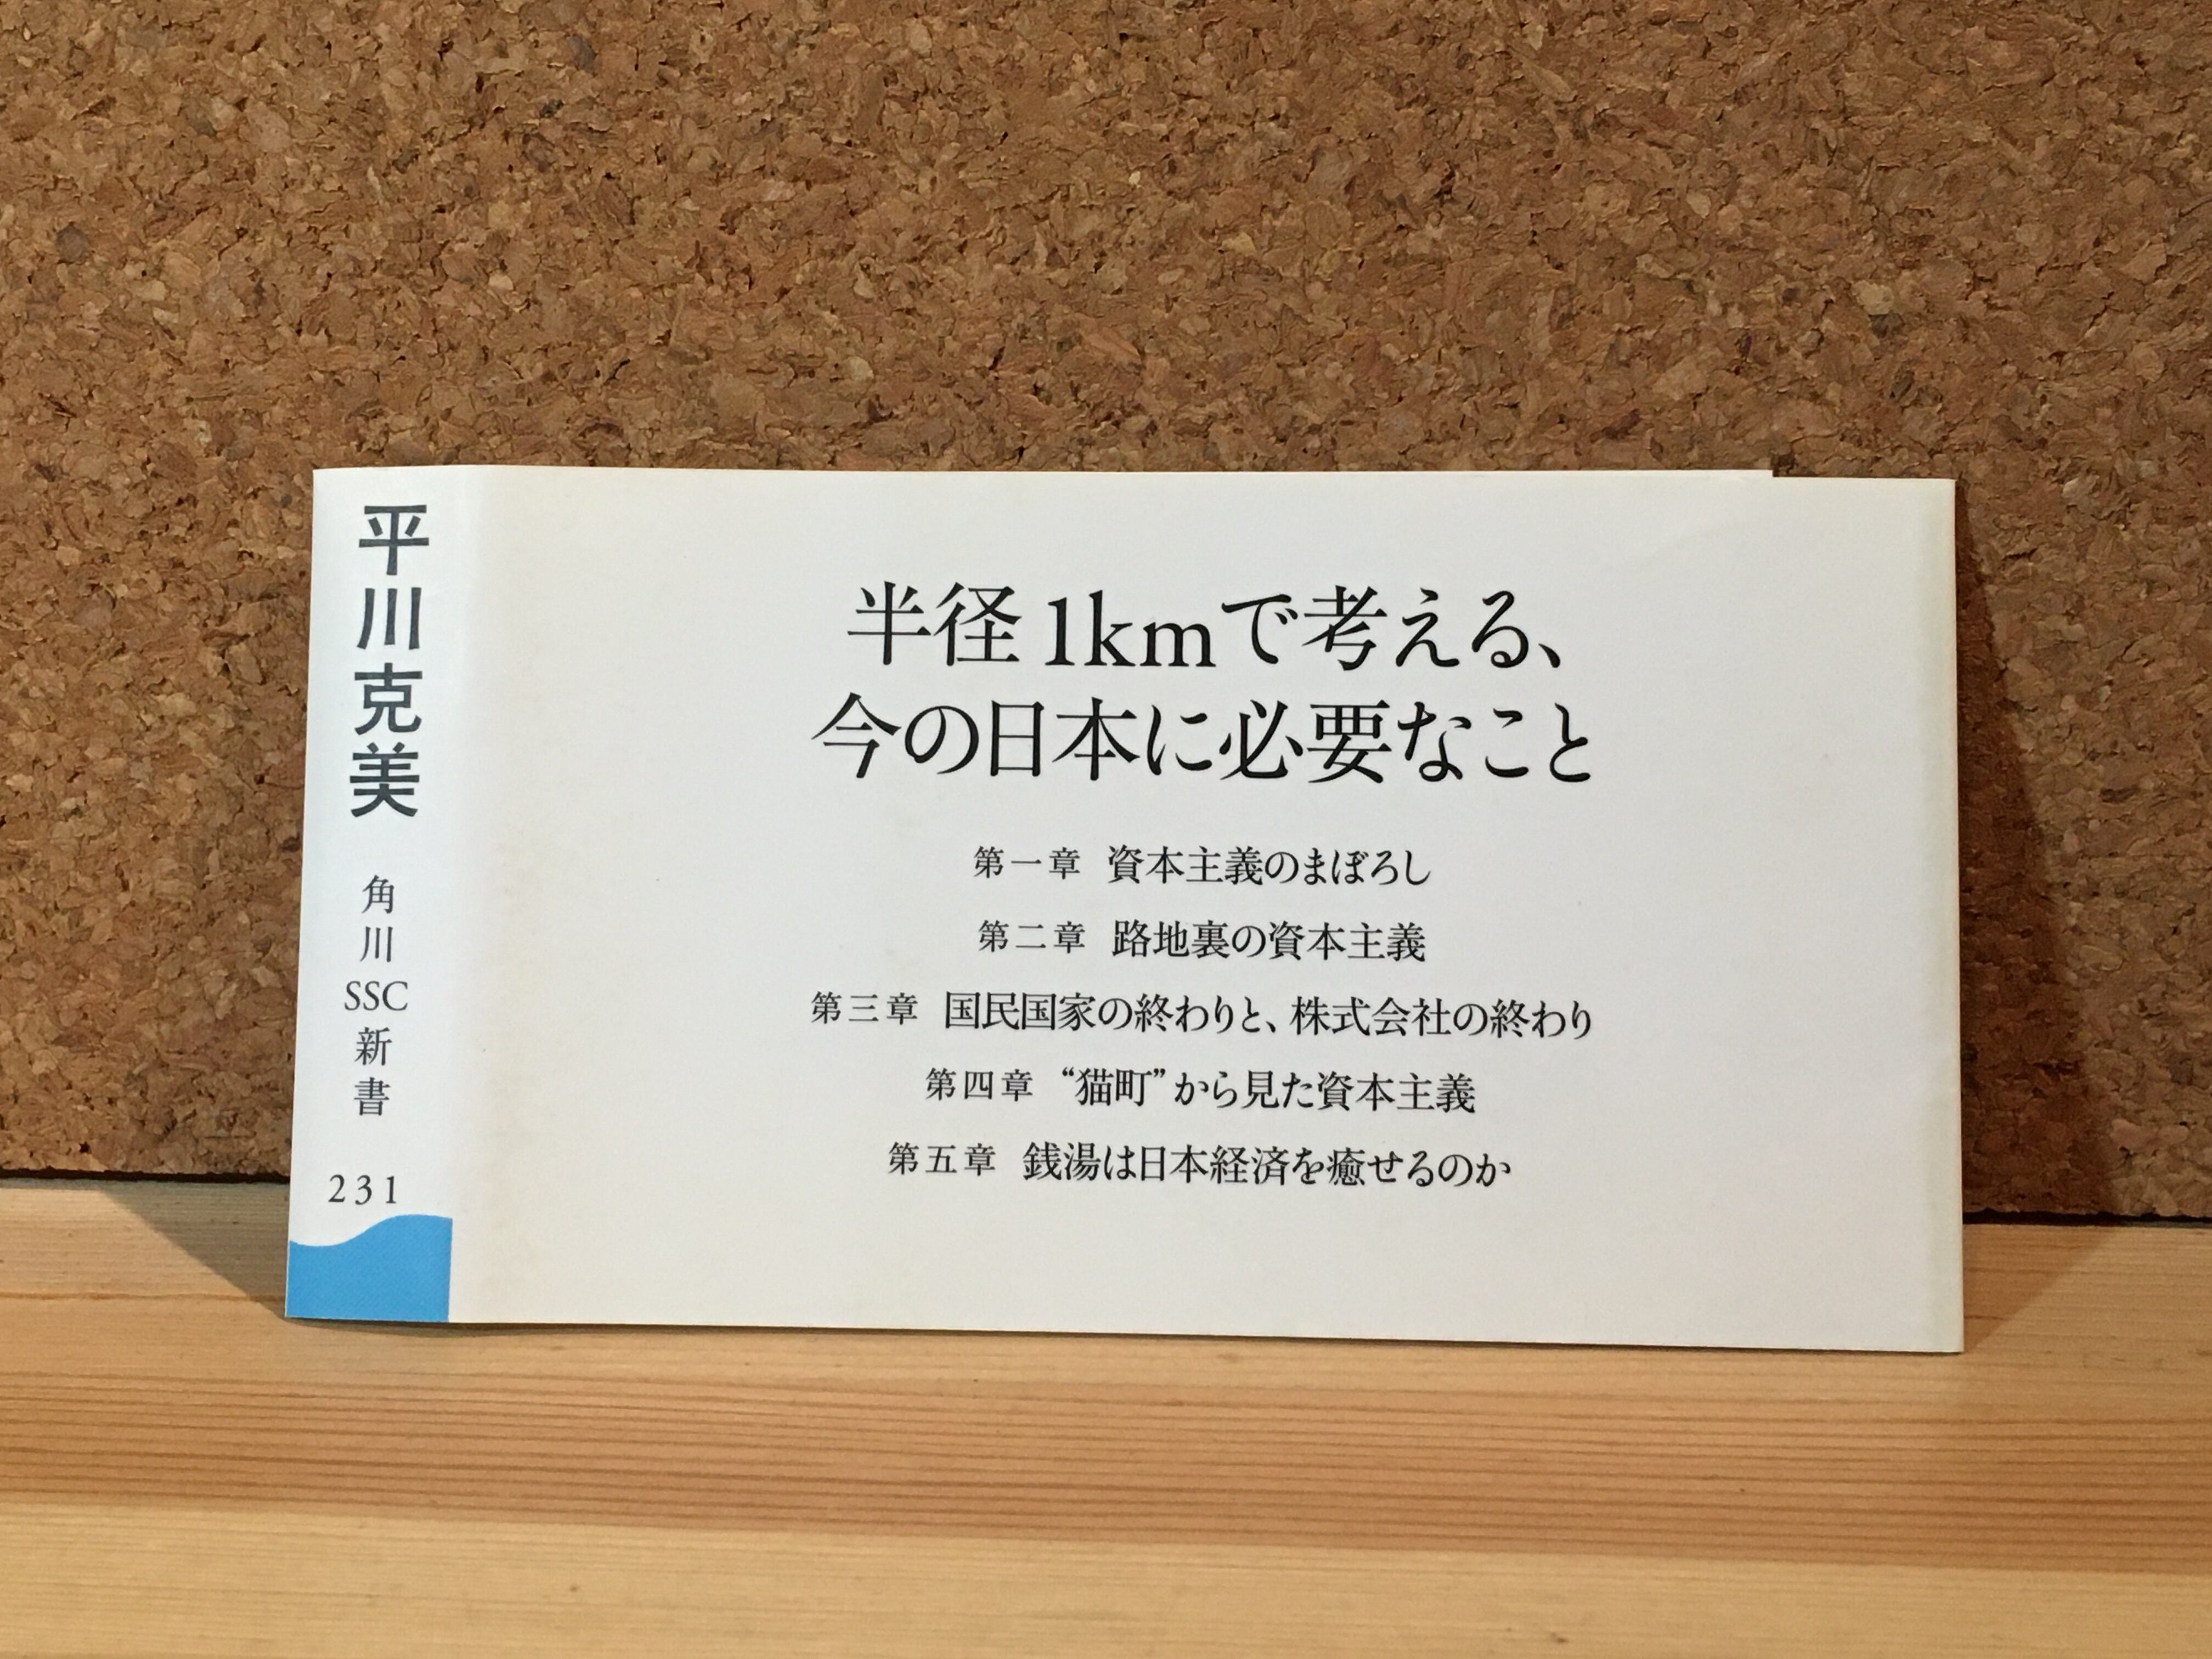 平川克美
角川SSC新書
231
半径1kmで考える、
今の日本に必要なこと
第一章 資本主義のまぼろし
第二章 路地裏の資本主義
第三章 国民国家の終わりと、株式会社の終わり
第四章 “猫町”から見た資本主義
第五章 銭湯は日本経済を癒せるのか